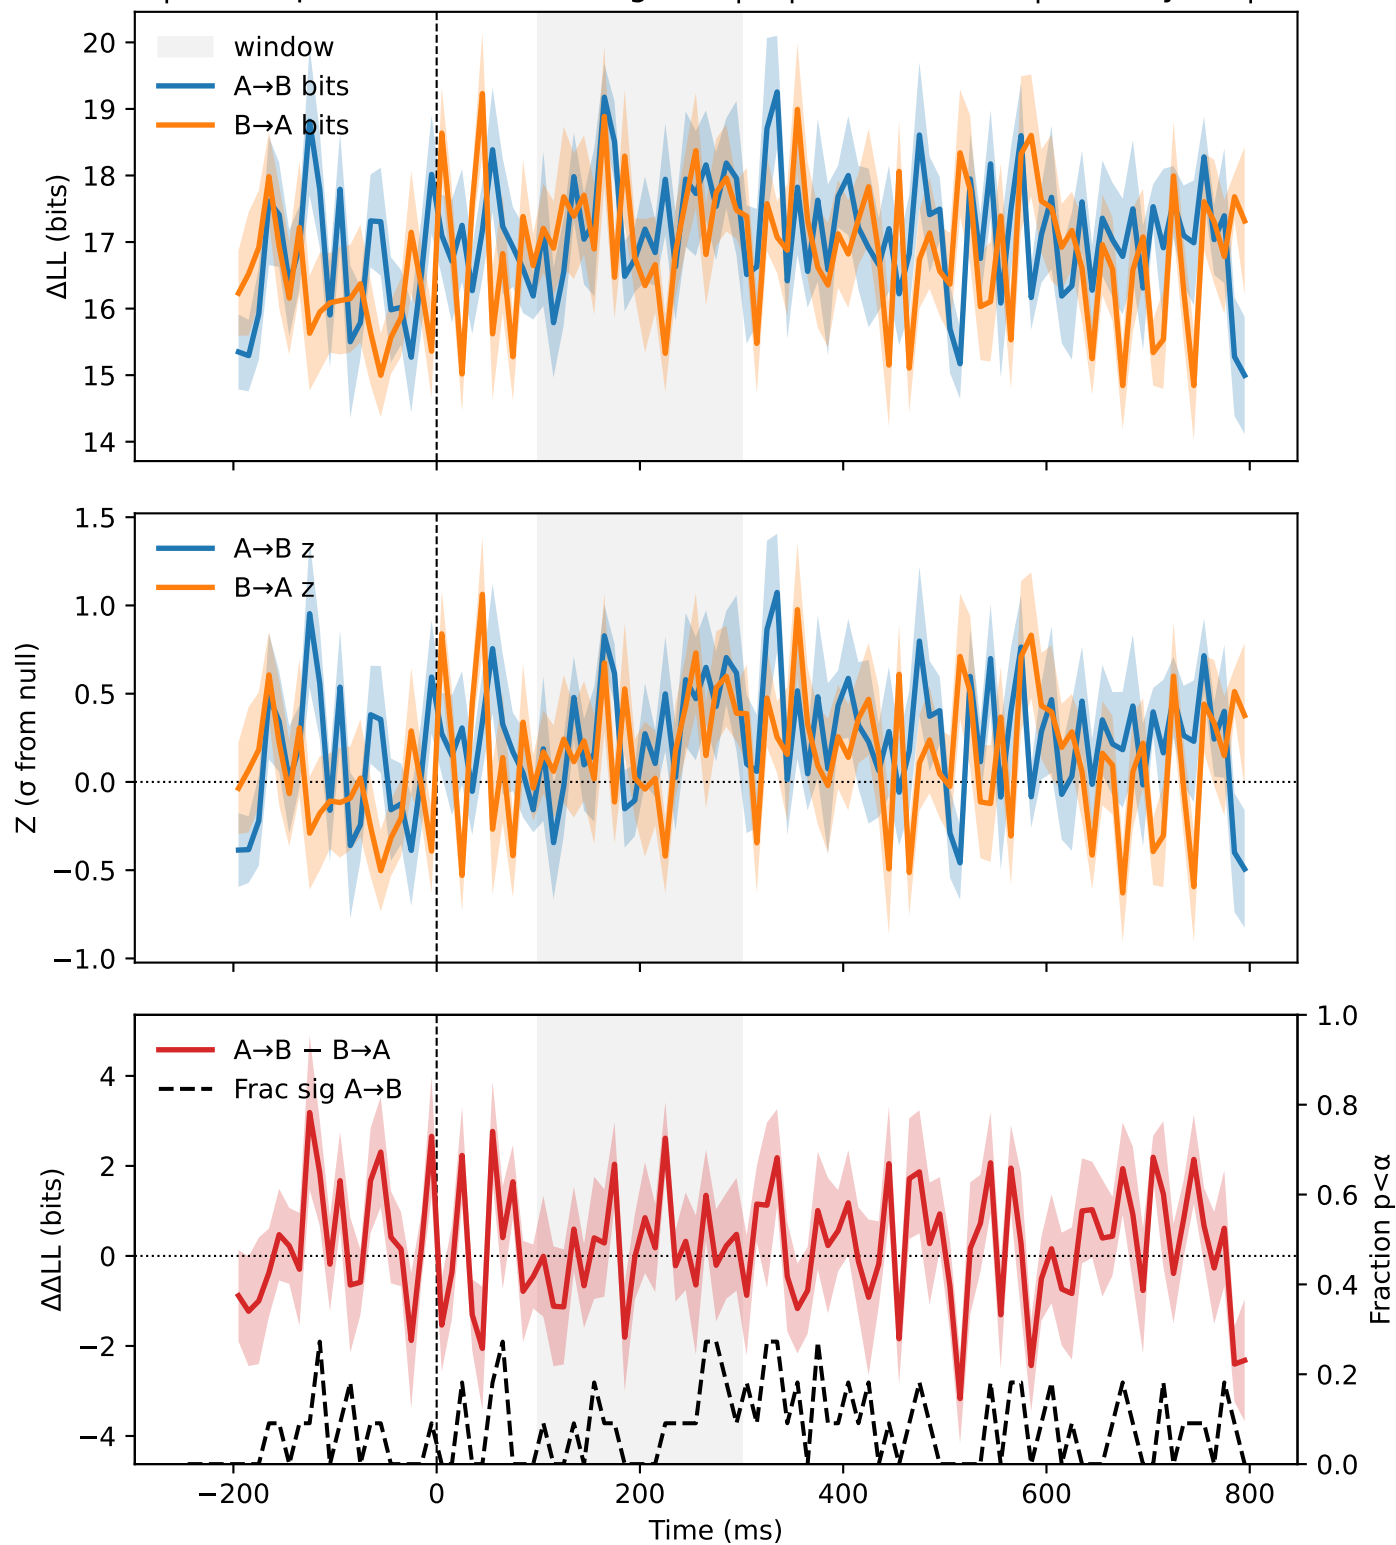 20
19
18
17
16
15
14
ΔLL (bits)
window
A→B bits
B→A bits
1.5
1.0
0.5
0.0
−0.5
−1.0
Z (σ from null)
A→B z
B→A z
4
2
0
−2
−4
ΔΔLL (bits)
A→B − B→A
Frac sig A→B
1.0
0.8
0.6
0.4
0.2
0.0
Fraction p<α
−200 0 200 400 600 800
Time (ms)